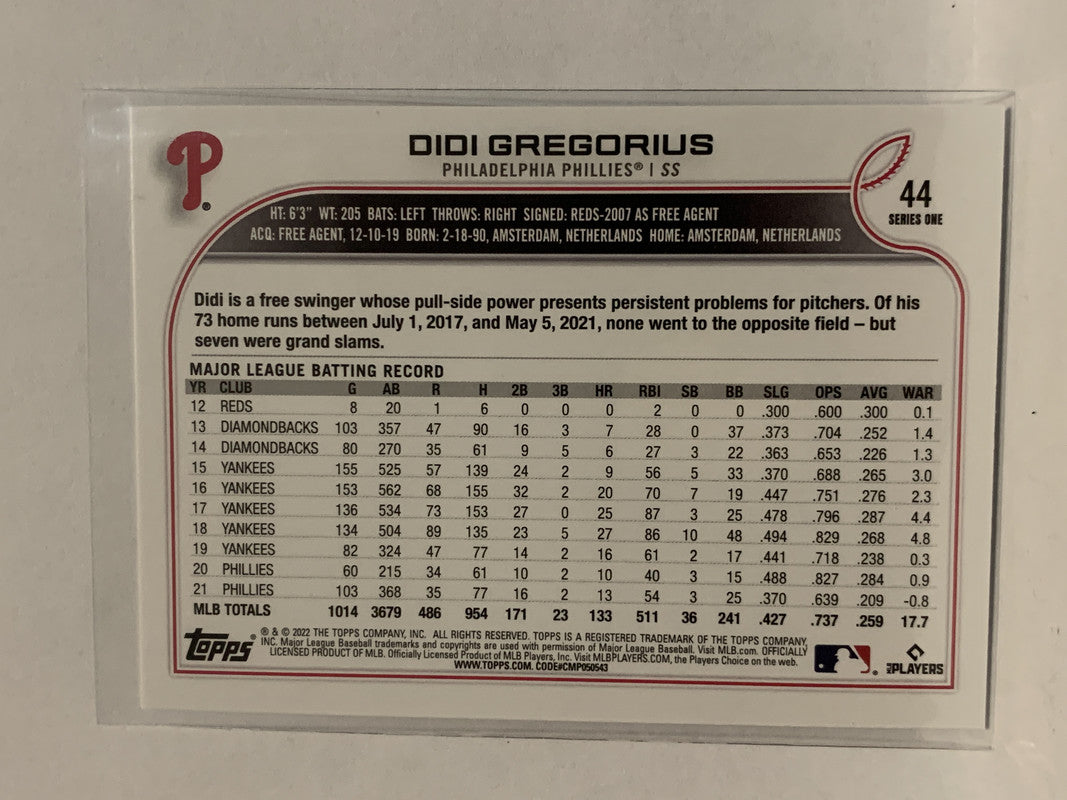 P®
DIDI GREGORIUS
PHILADELPHIA PHILLIES® | SS
44
SERIES ONE
HT: 6'3" WT: 205 BATS: LEFT THROWS: RIGHT SIGNED: REDS-2007 AS FREE AGENT
ACQ: FREE AGENT, 12-10-19 BORN: 2-18-90, AMSTERDAM, NETHERLANDS HOME: AMSTERDAM, NETHERLANDS
Didi is a free swinger whose pull-side power presents persistent problems for pitchers. Of his
73 home runs between July 1, 2017, and May 5, 2021, none went to the opposite field – but
seven were grand slams.
MAJOR LEAGUE BATTING RECORD
YR CLUB G AB R H 2B 3B HR RBI SB BB SLG OPS AVG WAR
12 REDS 8 20 1 6 0 0 0 2 0 0 .300 .600 .300 0.1
13 DIAMONDBACKS 103 357 47 90 16 3 7 28 0 37 .373 .704 .252 1.4
14 DIAMONDBACKS 80 270 35 61 9 5 6 27 3 22 .363 .653 .226 1.3
15 YANKEES 155 525 57 139 24 2 9 56 5 33 .370 .688 .265 3.0
16 YANKEES 153 562 68 155 32 2 20 70 7 19 .447 .751 .276 2.3
17 YANKEES 136 534 73 153 27 0 25 87 3 25 .478 .796 .287 4.4
18 YANKEES 134 504 89 135 23 5 27 86 10 48 .494 .829 .268 4.8
19 YANKEES 82 324 47 77 14 2 16 61 2 17 .441 .718 .238 0.3
20 PHILLIES 60 215 34 61 10 2 10 40 3 15 .488 .827 .284 0.9
21 PHILLIES 103 368 35 77 16 2 13 54 3 25 .370 .639 .209 -0.8
MLB TOTALS 1014 3679 486 954 171 23 133 511 36 241 .427 .737 .259 17.7
Topps ® & © 2022 THE TOPPS COMPANY, INC. ALL RIGHTS RESERVED. TOPPS IS A REGISTERED TRADEMARK OF THE TOPPS COMPANY,
INC. Major League Baseball trademarks and copyrights are used with permission of Major League Baseball. Visit MLB.com. OFFICIALLY
LICENSED PRODUCT OF MLB. Officially Licensed Product of MLB Players, Inc. Visit MLBPLAYERS.COM, the Players Choice on the web.
WWW.TOPPS.COM. CODE#CMP050543
MLB PLAYERS